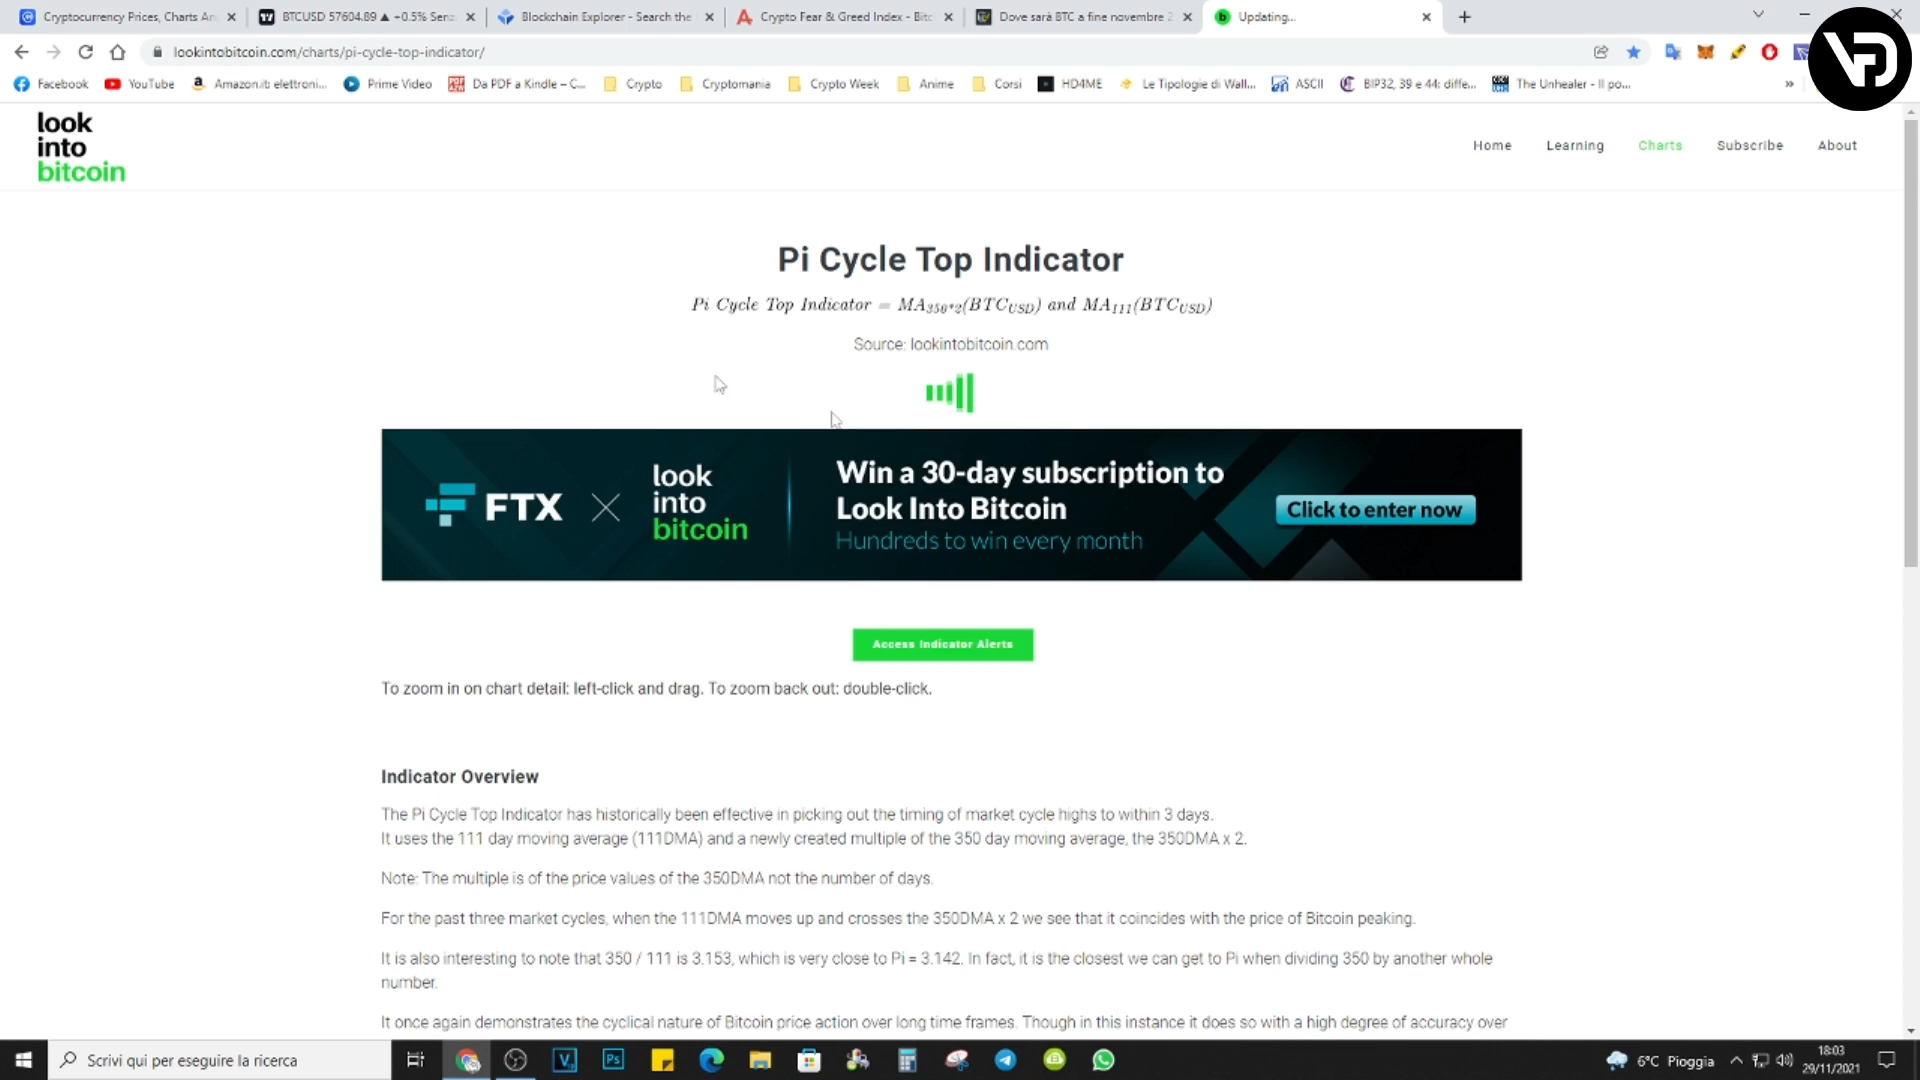 Cryptocurrency Prices, Charts An
BTCUSD 57604.89 ▲ +0.5% Senz
Blockchain Explorer - Search the
Crypto Fear & Greed Index - Bitc
Dove sarà BTC a fine novembre 2
Updating...
lookintobitcoin.com/charts/pi-cycle-top-indicator/
Facebook
YouTube
Amazon.it: elettroni...
Prime Video
Da PDF a Kindle – C...
Crypto
Cryptomania
Crypto Week
Anime
Corsi
HD4ME
Le Tipologie di Wall...
ASCII
BIP32, 39 e 44: diffe...
The Unhealer - Il po...
»
look
into
bitcoin
Home
Learning
Charts
Subscribe
About
Pi Cycle Top Indicator
Pi Cycle Top Indicator = MA350*2(BTCUSD) and MA111(BTCUSD)
Source: lookintobitcoin.com
FTX
look
into
bitcoin
Win a 30-day subscription to
Look Into Bitcoin
Hundreds to win every month
Click to enter now
Access Indicator Alerts
To zoom in on chart detail: left-click and drag. To zoom back out: double-click.
Indicator Overview
The Pi Cycle Top Indicator has historically been effective in picking out the timing of market cycle highs to within 3 days.
It uses the 111 day moving average (111DMA) and a newly created multiple of the 350 day moving average, the 350DMA x 2.
Note: The multiple is of the price values of the 350DMA not the number of days.
For the past three market cycles, when the 111DMA moves up and crosses the 350DMA x 2 we see that it coincides with the price of Bitcoin peaking.
It is also interesting to note that 350 / 111 is 3.153, which is very close to Pi = 3.142. In fact, it is the closest we can get to Pi when dividing 350 by another whole
number.
It once again demonstrates the cyclical nature of Bitcoin price action over long time frames. Though in this instance it does so with a high degree of accuracy over
Scrivi qui per eseguire la ricerca
6°C Pioggia
18:03
29/11/2021